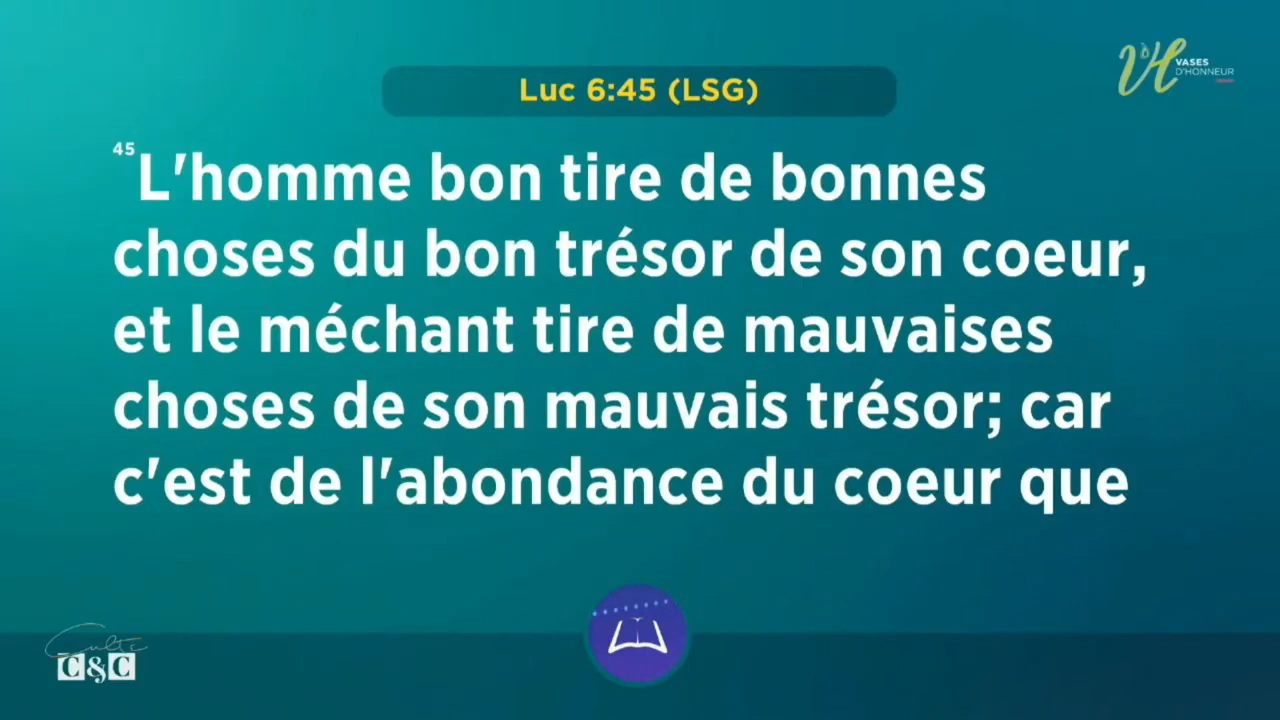 VASES
D'HONNEUR
Luc 6:45 (LSG)
45 L'homme bon tire de bonnes
choses du bon trésor de son coeur,
et le méchant tire de mauvaises
choses de son mauvais trésor; car
c'est de l'abondance du coeur que
Culte
C&C